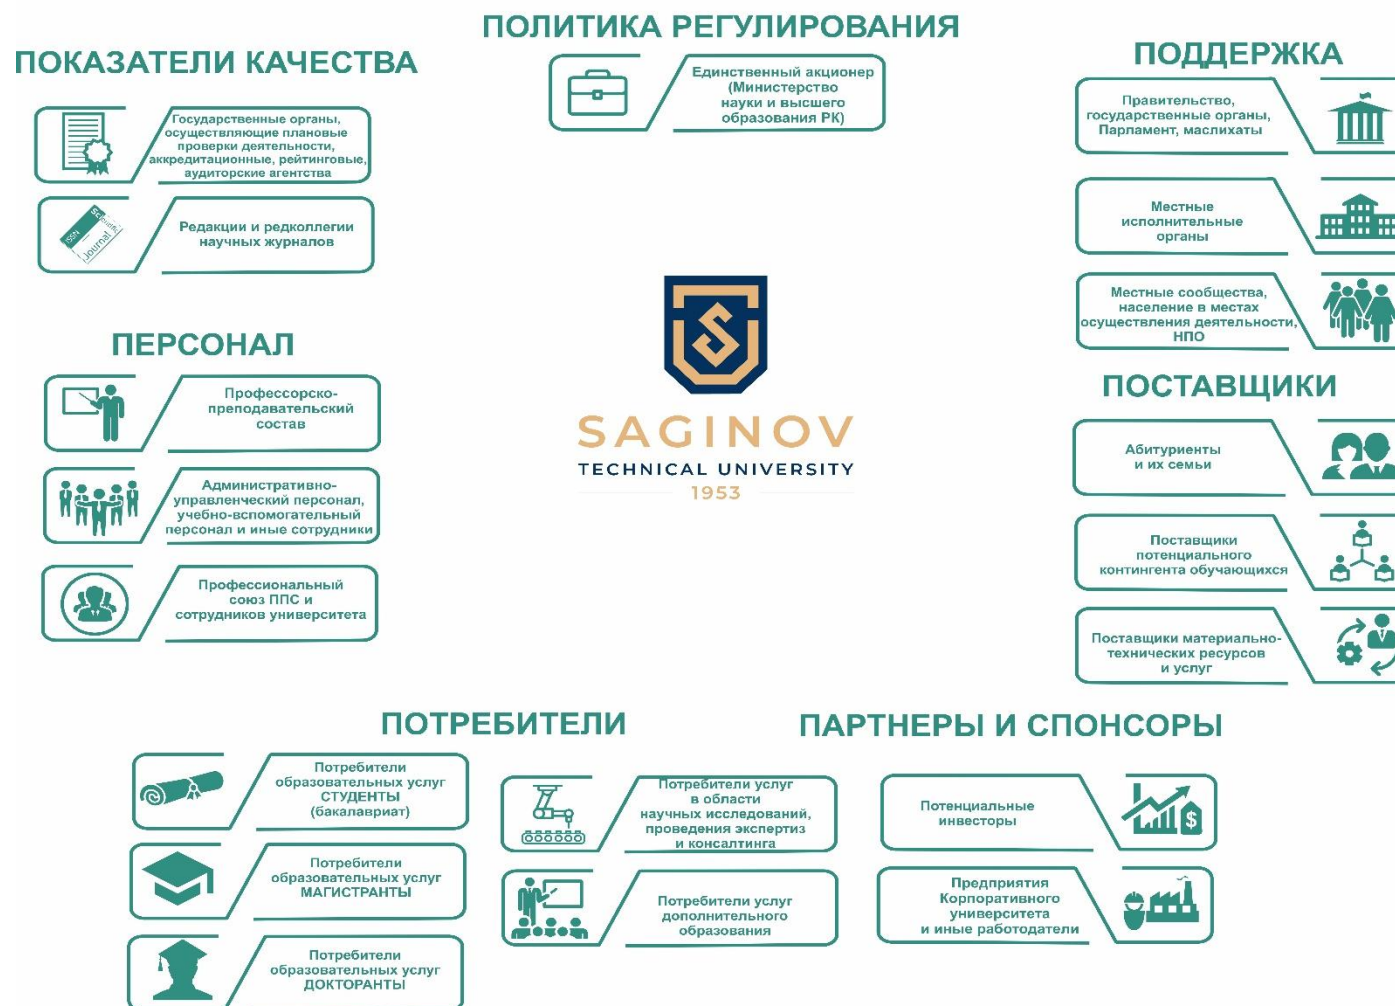 ПОЛИТИКА РЕГУЛИРОВАНИЯ
Единственный акционер
(Министерство
науки и высшего
образования РК)
ПОКАЗАТЕЛИ КАЧЕСТВА
Государственные органы,
осуществляющие плановые
проверки деятельности,
аккредитационные, рейтинговые,
аудиторские агентства
ISSN
Scientific
Journal
Редакции и редколлегии
научных журналов
ПОДДЕРЖКА
Правительство,
государственные органы,
Парламент, маслихаты
Местные
исполнительные
органы
Местные сообщества,
население в местах
осуществления деятельности,
НПО
ПЕРСОНАЛ
Профессорско-
преподавательский
состав
Административно-
управленческий персонал,
учебно-вспомогательный
персонал и иные сотрудники
Профессиональный
союз ППС и
сотрудников университета
SAGINOV
TECHNICAL UNIVERSITY
1953
ПОСТАВЩИКИ
Абитуриенты
и их семьи
Поставщики
потенциального
контингента обучающихся
Поставщики материально-
технических ресурсов
и услуг
ПОТРЕБИТЕЛИ
Потребители
образовательных услуг
СТУДЕНТЫ
(бакалавриат)
Потребители
образовательных услуг
МАГИСТРАНТЫ
Потребители
образовательных услуг
ДОКТОРАНТЫ
Потребители услуг
в области
научных исследований,
проведения экспертиз
и консалтинга
Потребители услуг
дополнительного
образования
ПАРТНЕРЫ И СПОНСОРЫ
Потенциальные
инвесторы
$
Предприятия
Корпоративного
университета
и иные работодатели